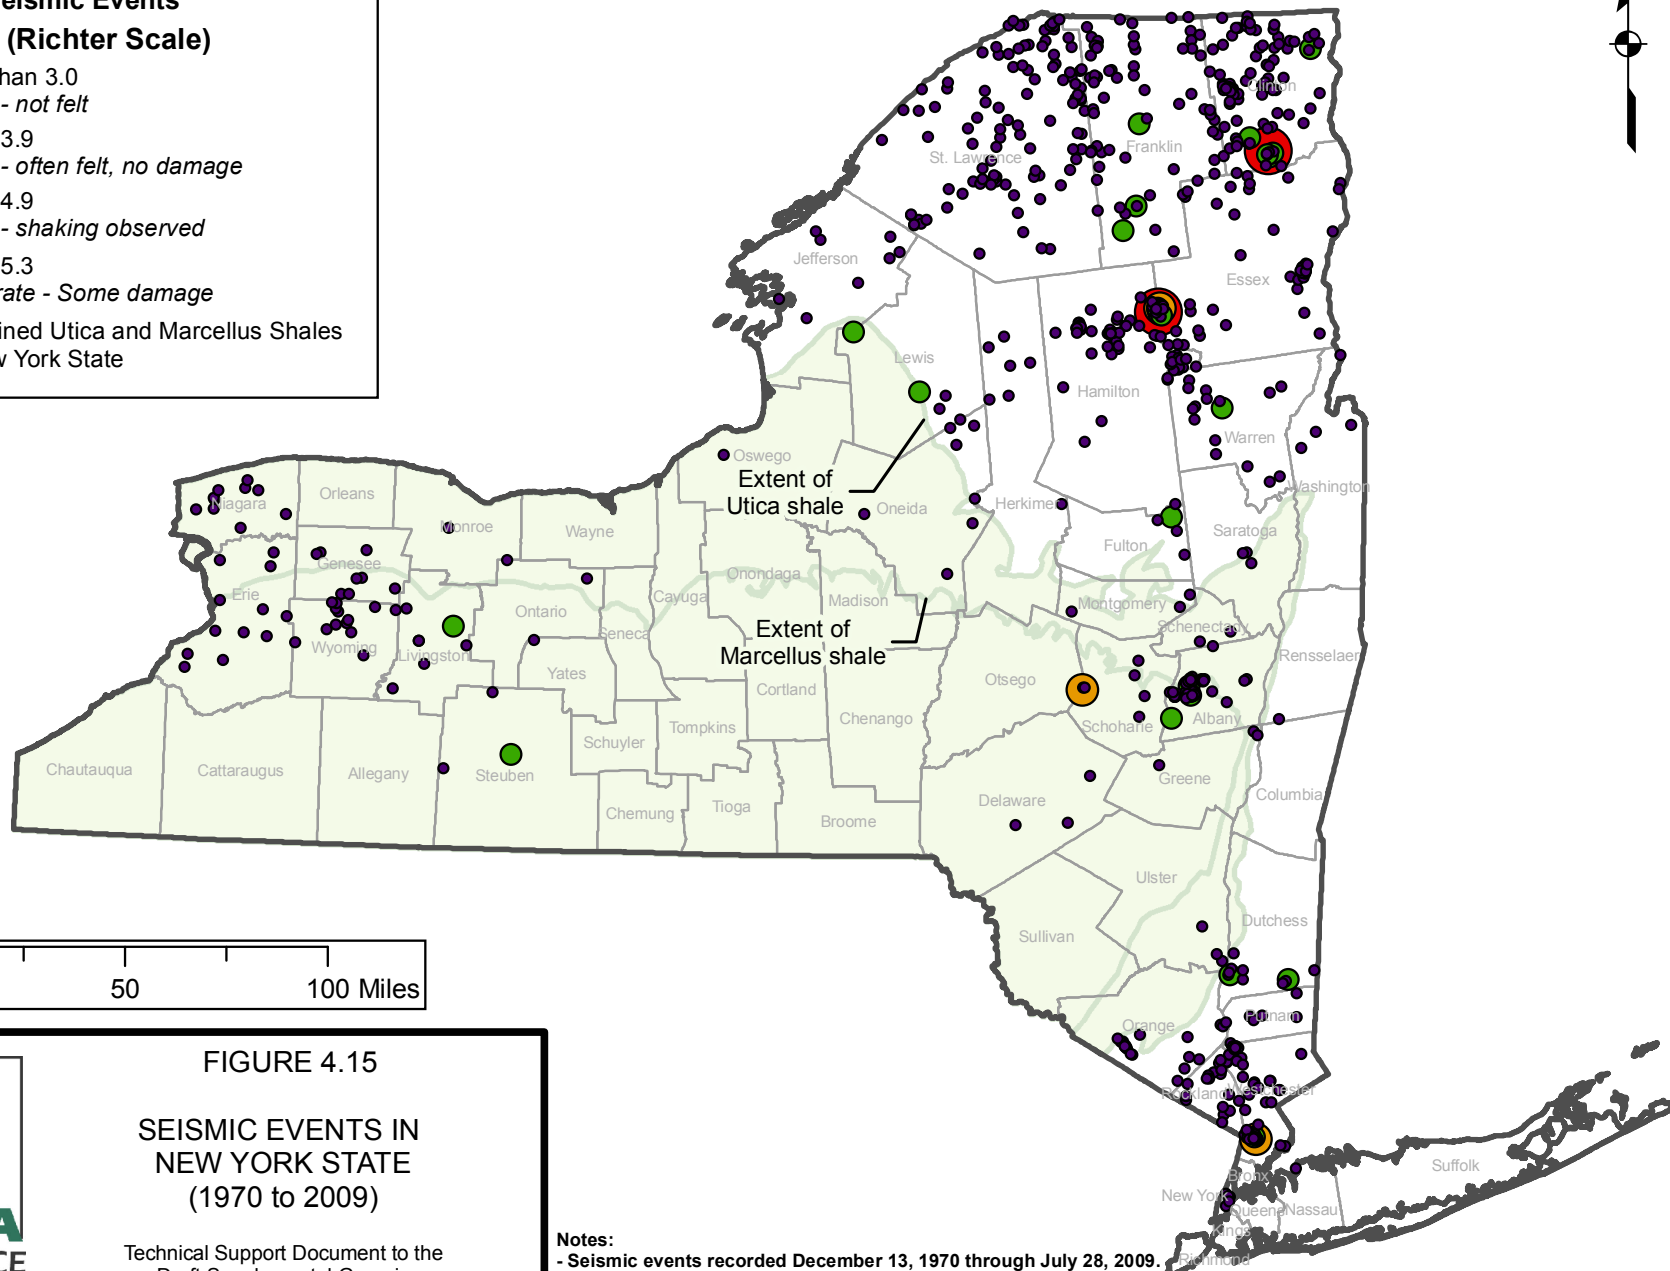 eismic Events
(Richter Scale)
han 3.0
- not felt
3.9
- often felt, no damage
4.9
- shaking observed
5.3
rate - Some damage
ined Utica and Marcellus Shales
w York State
Clinton
Franklin
St. Lawrence
Jefferson
Essex
Lewis
Hamilton
Warren
Oswego
Extent of
Utica shale
Oneida
Herkimer
Washington
Niagara
Orleans
Monroe
Wayne
Fulton
Saratoga
Genesee
Onondaga
Erie
Ontario
Cayuga
Madison
Montgomery
Seneca
Extent of
Marcellus shale
Schenectady
Wyoming
Livingston
Rensselaer
Yates
Cortland
Otsego
Chenango
Schoharie
Albany
Tompkins
Schuyler
Chautauqua
Cattaraugus
Allegany
Steuben
Greene
Columbia
Tioga
Chemung
Broome
Delaware
Ulster
Sullivan
Dutchess
50
100 Miles
Orange
Putnam
Rockland
Westchester
Suffolk
Bronx
New York
Queens
Nassau
Kings
Richmond
FIGURE 4.15
SEISMIC EVENTS IN
NEW YORK STATE
(1970 to 2009)
Technical Support Document to the
A
CE
Notes:
- Seismic events recorded December 13, 1970 through July 28, 2009.